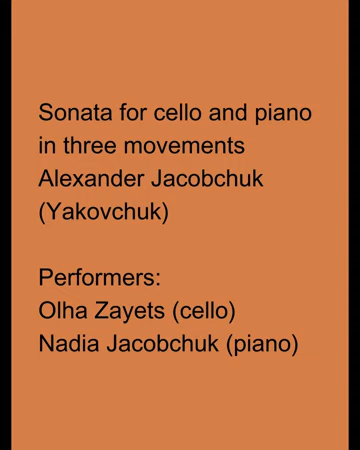 Sonata for cello and piano
in three movements
Alexander Jacobchuk
(Yakovchuk)
Performers:
Olha Zayets (cello)
Nadia Jacobchuk (piano)